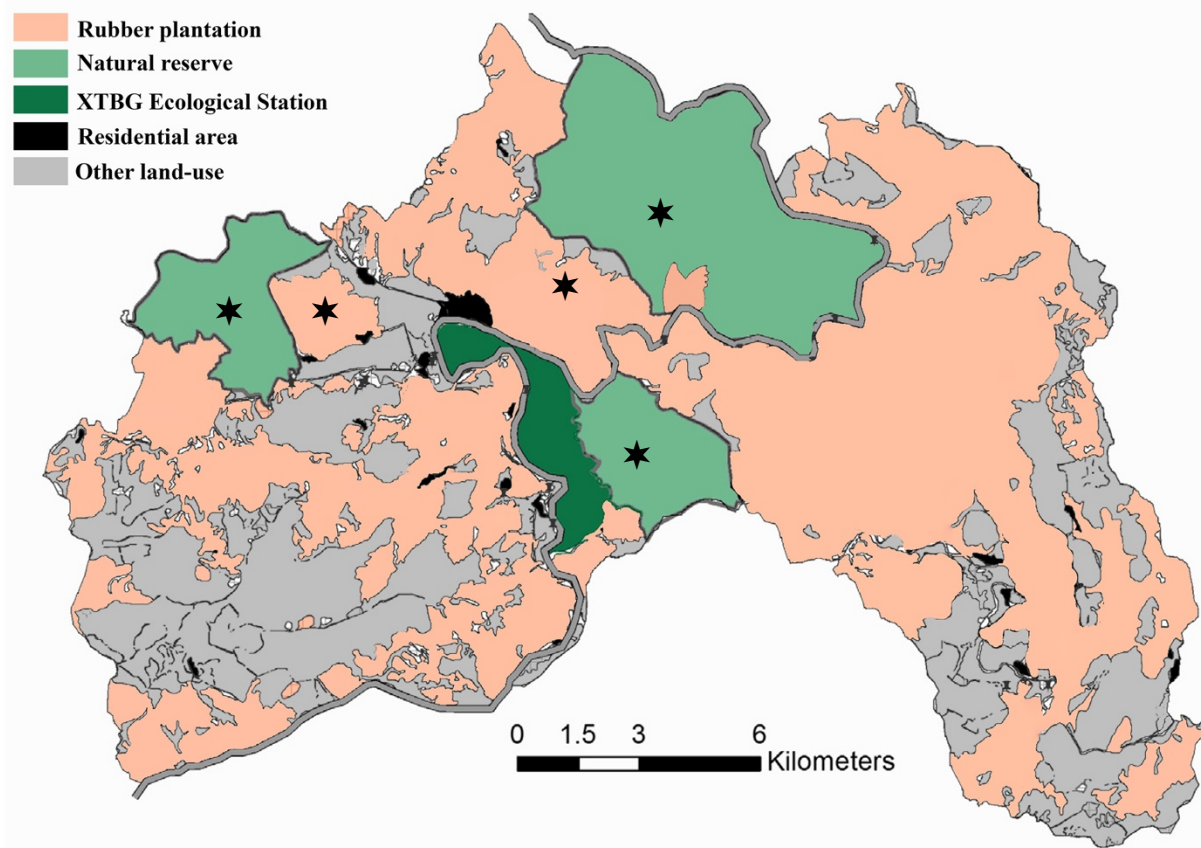 Rubber plantation
Natural reserve
XTBG Ecological Station
Residential area
Other land-use
0 1.5 3 6
Kilometers